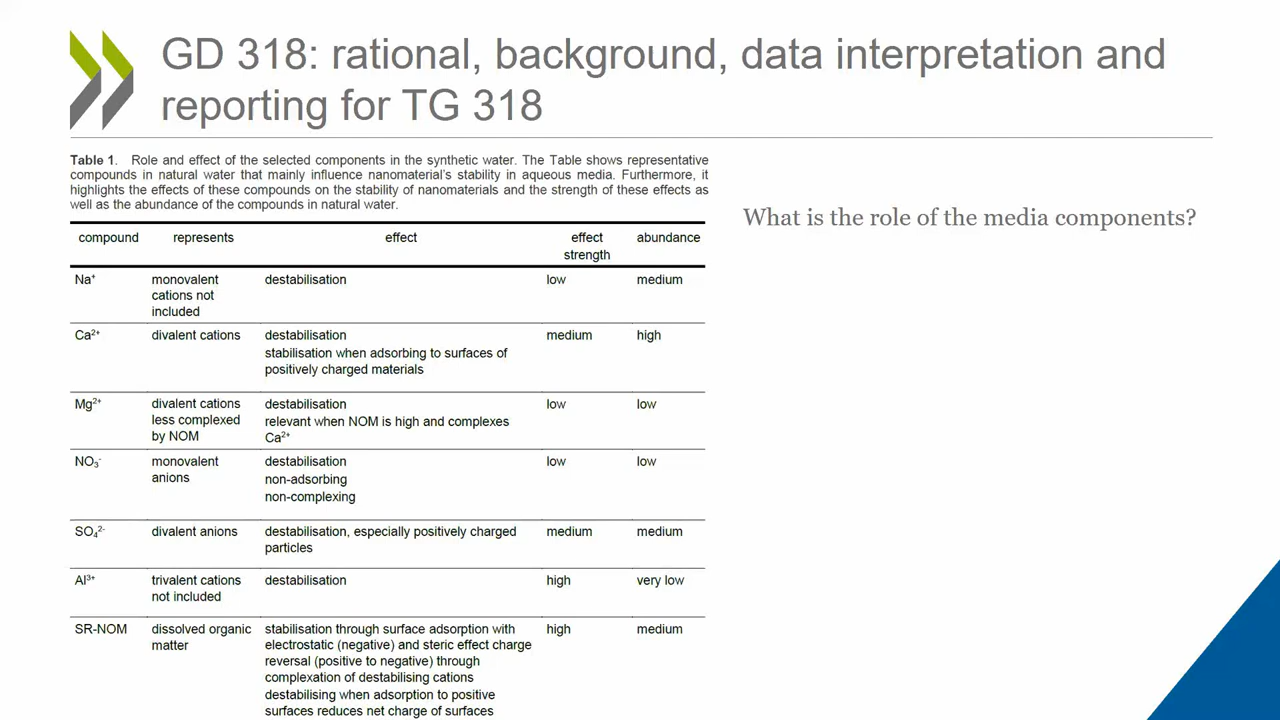 GD 318: rational, background, data interpretation and
reporting for TG 318
Table 1. Role and effect of the selected components in the synthetic water. The Table shows representative
compounds in natural water that mainly influence nanomaterial's stability in aqueous media. Furthermore, it
highlights the effects of these compounds on the stability of nanomaterials and the strength of these effects as
well as the abundance of the compounds in natural water.
What is the role of the media components?
compound represents effect effect abundance
strength
Na⁺ monovalent destabilisation low medium
cations not
included
Ca²⁺ divalent cations destabilisation medium high
stabilisation when adsorbing to surfaces of
positively charged materials
Mg²⁺ divalent cations destabilisation low low
less complexed relevant when NOM is high and complexes
by NOM Ca²⁺
NO₃⁻ monovalent destabilisation low low
anions non-adsorbing
non-complexing
SO₄²⁻ divalent anions destabilisation, especially positively charged medium medium
particles
Al³⁺ trivalent cations destabilisation high very low
not included
SR-NOM dissolved organic stabilisation through surface adsorption with high medium
matter electrostatic (negative) and steric effect charge
reversal (positive to negative) through
complexation of destabilising cations
destabilising when adsorption to positive
surfaces reduces net charge of surfaces